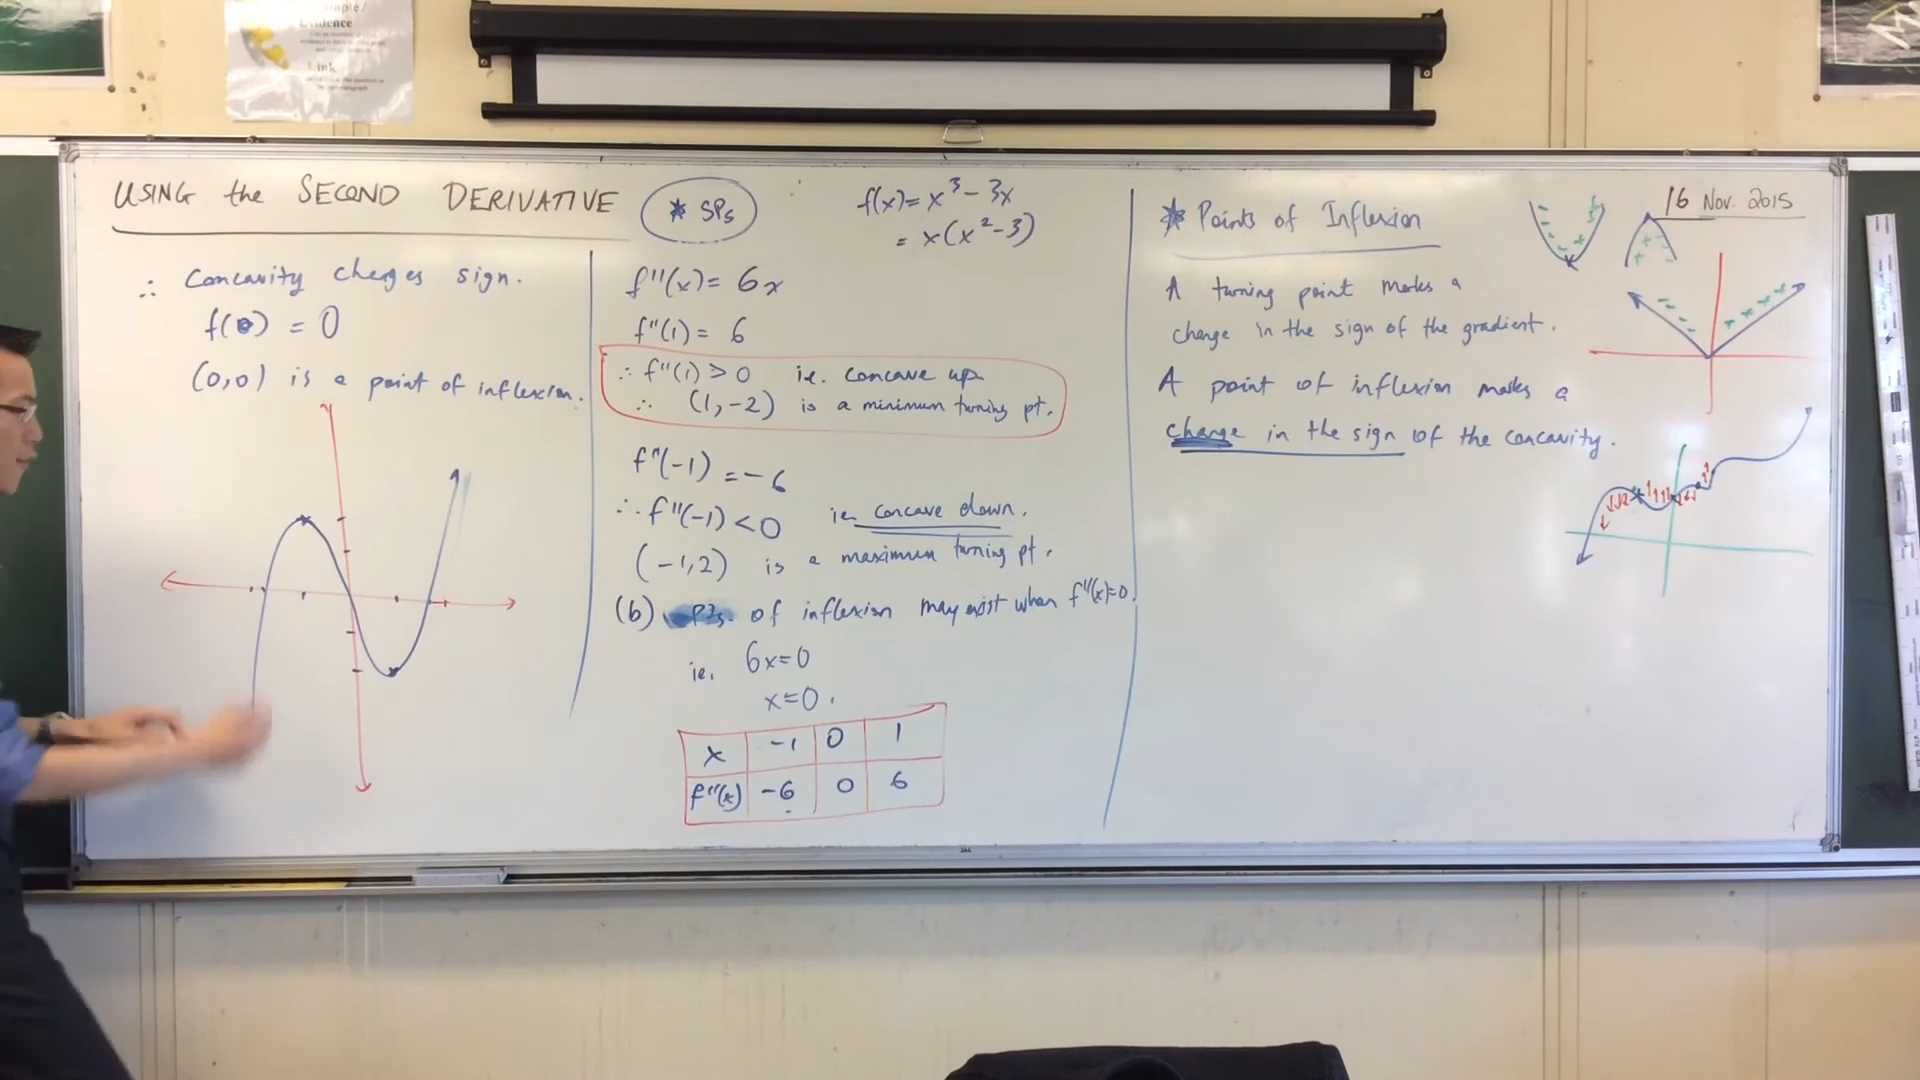 Evidence
Link
USING the SECOND DERIVATIVE
* SPs
f(x) = x³ - 3x
= x(x² - 3)
∴ Concavity changes sign.
f(0) = 0
(0,0) is a point of inflexion.
f''(x) = 6x
f''(1) = 6
∴ f''(1) > 0 ie. concave up
∴ (1,-2) is a minimum turning pt.
f''(-1) = -6
∴ f''(-1) < 0 ie. concave down.
(-1,2) is a maximum turning pt.
(b) Pts. of inflexion may exist when f''(x)=0.
ie. 6x=0
x=0.
x -1 0 1
f''(x) -6 0 6
* Points of Inflexion
16 Nov. 2015
A turning point marks a
change in the sign of the gradient.
A point of inflexion marks a
change in the sign of the concavity.